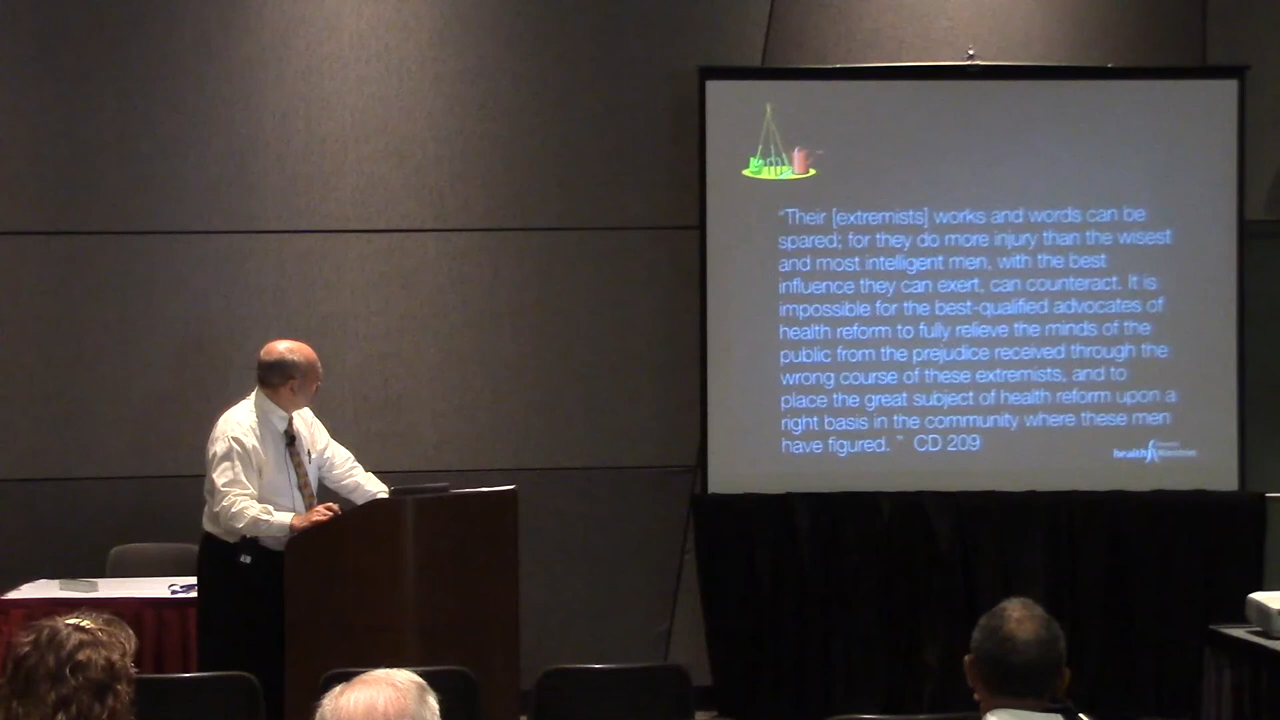 “Their [extremists] works and words can be
spared; for they do more injury than the wisest
and most intelligent men, with the best
influence they can exert, can counteract. It is
impossible for the best-qualified advocates of
health reform to fully relieve the minds of the
public from the prejudice received through the
wrong course of these extremists, and to
place the great subject of health reform upon a
right basis in the community where these men
have figured. ” CD 209
health Ministries